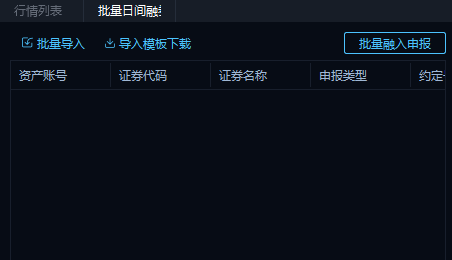 行情列表 批量日间融
批量导入 导入模板下载 批量融入申报
资产账号 证券代码 证券名称 申报类型 约定